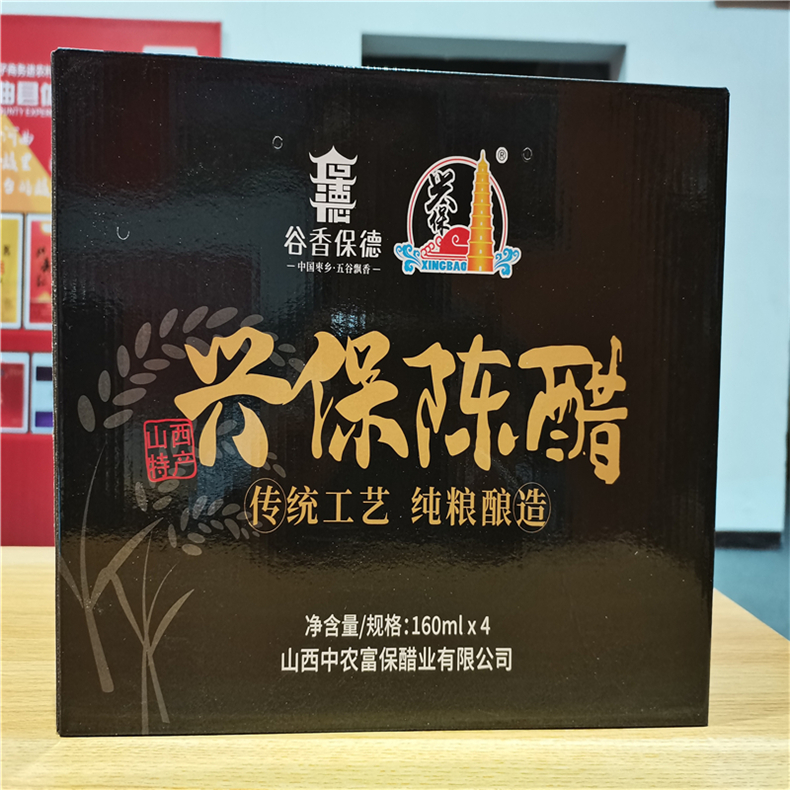 谷香保德
中国枣乡·五谷飘香
兴保
®
XINGBAO
兴保陈醋
山西
特产
传统工艺 纯粮酿造
净含量/规格:160ml x 4
山西中农富保醋业有限公司